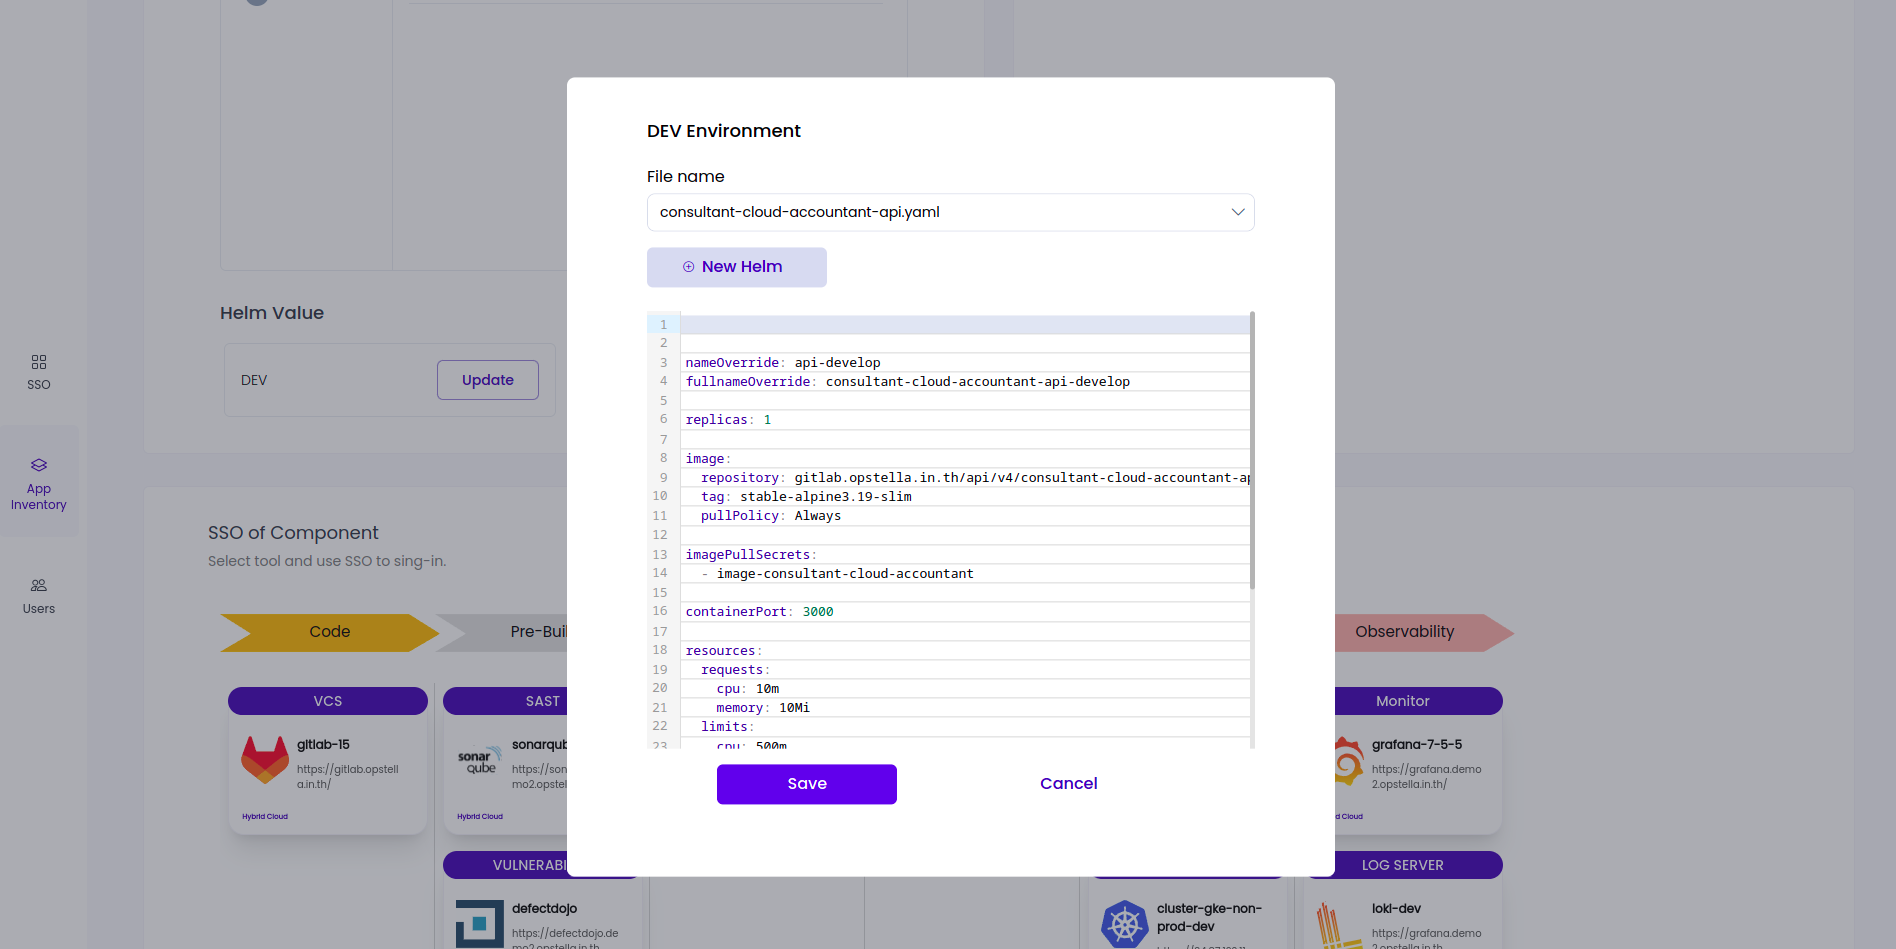 DEV Environment
File name
consultant-cloud-accountant-api.yaml
New Helm
1
2
3 nameOverride: api-develop
4 fullnameOverride: consultant-cloud-accountant-api-develop
5
6 replicas: 1
7
8 image:
9 repository: gitlab.opstella.in.th/api/v4/consultant-cloud-accountant-ap
10 tag: stable-alpine3.19-slim
11 pullPolicy: Always
12
13 imagePullSecrets:
14 - image-consultant-cloud-accountant
15
16 containerPort: 3000
17
18 resources:
19 requests:
20 cpu: 10m
21 memory: 10Mi
22 limits:
23 cpu: 500m
Save
Cancel
SSO
App
Inventory
Users
Helm Value
DEV
Update
SSO of Component
Select tool and use SSO to sing-in.
Code
Pre-Buil
Observability
VCS
gitlab-15
https://gitlab.opstell
a.in.th/
Hybrid Cloud
SAST
sonarqub
sonar
qube
https://son
mo2.opstel
Hybrid Cloud
VULNERABI
defectdojo
https://defectdojo.de
mo2.opstella.in.th
cluster-gke-non-
prod-dev
Monitor
grafana-7-5-5
https://grafana.demo
2.opstella.in.th/
d Cloud
LOG SERVER
loki-dev
https://grafana.demo
2.opstella.in.th/